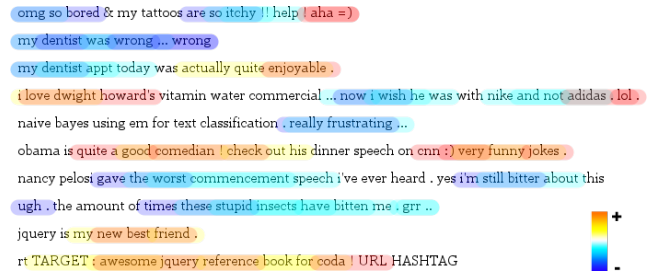 omg so bored & my tattoos are so itchy !! help ! aha =)
my dentist was wrong ... wrong
my dentist appt today was actually quite enjoyable .
i love dwight howard's vitamin water commercial ... now i wish he was with nike and not adidas . lol .
naive bayes using em for text classification . really frustrating ...
obama is quite a good comedian ! check out his dinner speech on cnn :) very funny jokes .
nancy pelosi gave the worst commencement speech i've ever heard . yes i'm still bitter about this
ugh . the amount of times these stupid insects have bitten me . grr ..
jquery is my new best friend .
rt TARGET : awesome jquery reference book for coda ! URL HASHTAG
+
-